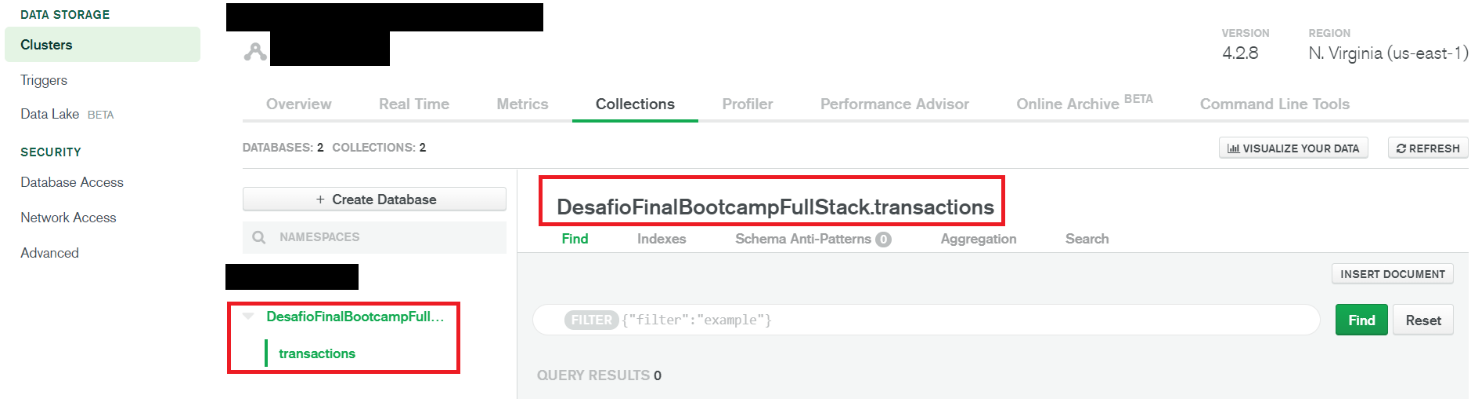 DATA STORAGE
Clusters
Triggers
Data Lake BETA
SECURITY
Database Access
Network Access
Advanced
VERSION
4.2.8
REGION
N. Virginia (us-east-1)
Overview Real Time Metrics Collections Profiler Performance Advisor Online Archive BETA Command Line Tools
DATABASES: 2 COLLECTIONS: 2
VISUALIZE YOUR DATA REFRESH
+ Create Database
NAMESPACES
DesafioFinalBootcampFull...
transactions
DesafioFinalBootcampFullStack.transactions
Find Indexes Schema Anti-Patterns 0 Aggregation Search
INSERT DOCUMENT
FILTER {"filter":"example"}
Find Reset
QUERY RESULTS 0